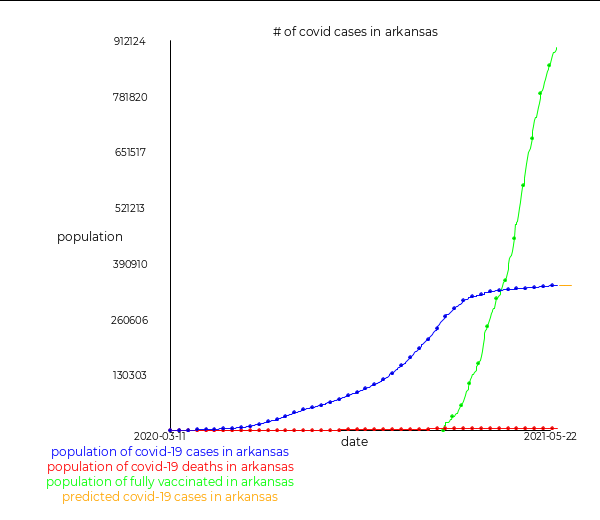 # of covid cases in arkansas
912124
781820
651517
521213
population
390910
260606
130303
2020-03-11
date
2021-05-22
population of covid-19 cases in arkansas
population of covid-19 deaths in arkansas
population of fully vaccinated in arkansas
predicted covid-19 cases in arkansas